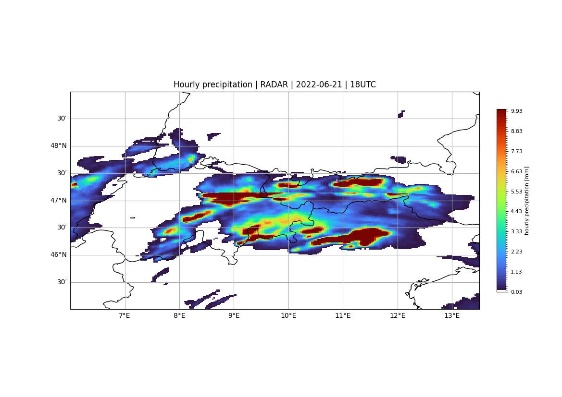 Hourly precipitation | RADAR | 2022-06-21 | 18UTC
30'
48°N
30'
47°N
30'
46°N
30'
7°E 8°E 9°E 10°E 11°E 12°E 13°E
9.93
8.83
7.73
6.63
5.53
4.43
3.33
2.23
1.13
0.03
hourly precipitation [mm]